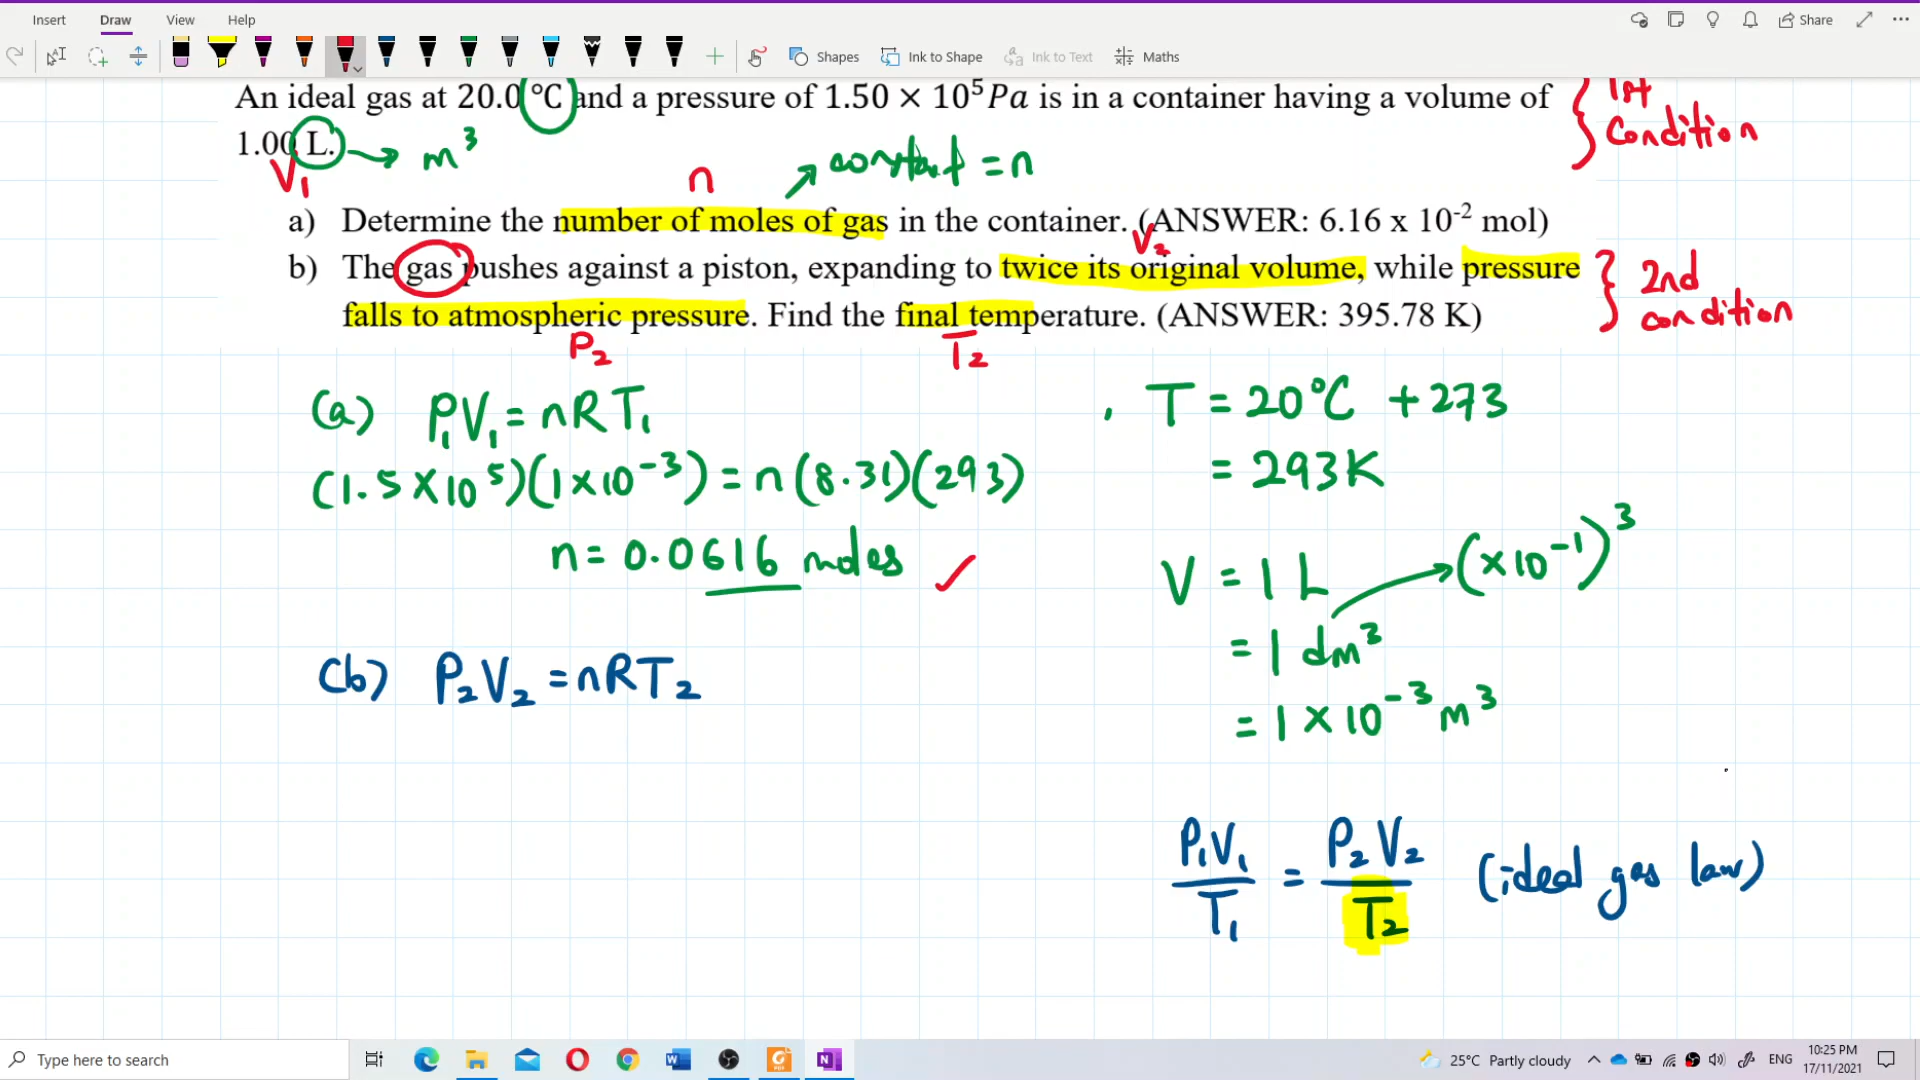 Insert Draw View Help Share
Shapes Ink to Shape Ink to Text Maths
An ideal gas at 20.0 °C and a pressure of 1.50 × 10⁵ Pa is in a container having a volume of
1st
condition
1.00 L. → m³
V₁
n
constant = n
a) Determine the number of moles of gas in the container. (ANSWER: 6.16 x 10⁻² mol)
V₂
b) The gas pushes against a piston, expanding to twice its original volume, while pressure
falls to atmospheric pressure. Find the final temperature. (ANSWER: 395.78 K)
2nd
condition
P₂
T₂
(a) P₁V₁ = nRT₁
(1.5×10⁵)(1×10⁻³) = n(8.31)(293)
n = 0.0616 moles ✓
T = 20°C + 273
= 293K
V = 1 L
(×10⁻¹)³
= 1 dm³
= 1 × 10⁻³ m³
(b) P₂V₂ = nRT₂
P₁V₁/T₁ = P₂V₂/T₂ (ideal gas law)
Type here to search
25°C Partly cloudy
ENG
10:25 PM
17/11/2021